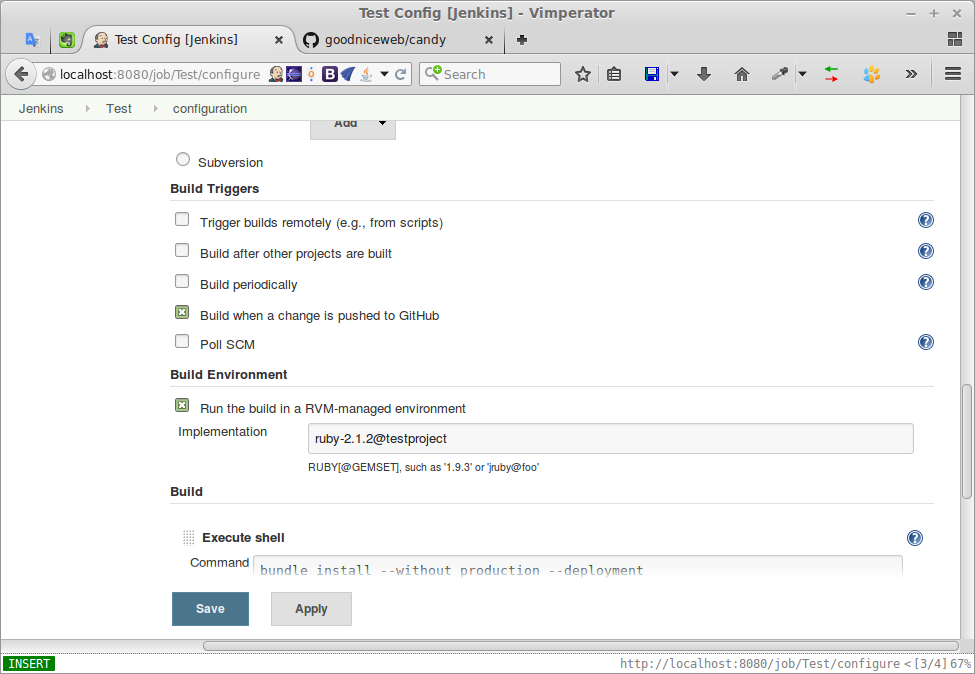 Test Config [Jenkins] - Vimperator
Test Config [Jenkins]
goodniceweb/candy
localhost:8080/job/Test/configure
Search
Jenkins
Test
configuration
Add
Subversion
Build Triggers
Trigger builds remotely (e.g., from scripts)
Build after other projects are built
Build periodically
Build when a change is pushed to GitHub
Poll SCM
Build Environment
Run the build in a RVM-managed environment
Implementation
ruby-2.1.2@testproject
RUBY[@GEMSET], such as '1.9.3' or 'jruby@foo'
Build
Execute shell
Command
bundle install --without production --deployment
Save
Apply
INSERT
http://localhost:8080/job/Test/configure <[3/4] 67%